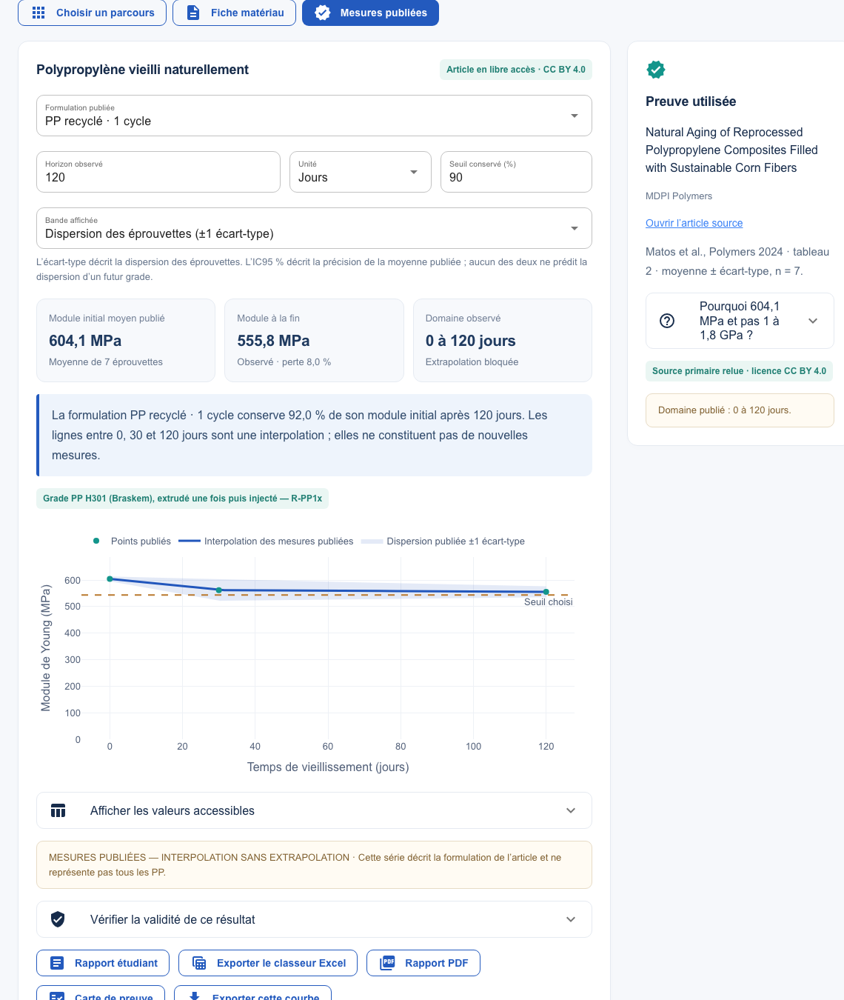 Choisir un parcours
Fiche matériau
Mesures publiées
Polypropylène vieilli naturellement
Article en libre accès · CC BY 4.0
Formulation publiée
PP recyclé · 1 cycle
Horizon observé
120
Unité
Jours
Seuil conservé (%)
90
Bande affichée
Dispersion des éprouvettes (±1 écart-type)
L’écart-type décrit la dispersion des éprouvettes. L’IC95 % décrit la précision de la moyenne publiée ; aucun des deux ne prédit la
dispersion d’un futur grade.
Module initial moyen publié
604,1 MPa
Moyenne de 7 éprouvettes
Module à la fin
555,8 MPa
Observé · perte 8,0 %
Domaine observé
0 à 120 jours
Extrapolation bloquée
La formulation PP recyclé · 1 cycle conserve 92,0 % de son module initial après 120 jours. Les
lignes entre 0, 30 et 120 jours sont une interpolation ; elles ne constituent pas de nouvelles
mesures.
Grade PP H301 (Braskem), extrudé une fois puis injecté — R-PP1x
Points publiés
Interpolation des mesures publiées
Dispersion publiée ±1 écart-type
Module de Young (MPa)
600
500
400
300
200
100
0
Seuil choisi
0
20
40
60
80
100
120
Temps de vieillissement (jours)
Afficher les valeurs accessibles
MESURES PUBLIÉES — INTERPOLATION SANS EXTRAPOLATION · Cette série décrit la formulation de l’article et ne
représente pas tous les PP.
Vérifier la validité de ce résultat
Rapport étudiant
Exporter le classeur Excel
PDF
Rapport PDF
Carte de preuve
Exporter cette courbe
Preuve utilisée
Natural Aging of Reprocessed
Polypropylene Composites Filled
with Sustainable Corn Fibers
MDPI Polymers
Ouvrir l’article source
Matos et al., Polymers 2024 · tableau
2 · moyenne ± écart-type, n = 7.
Pourquoi 604,1
MPa et pas 1 à
1,8 GPa ?
Source primaire relue · licence CC BY 4.0
Domaine publié : 0 à 120 jours.